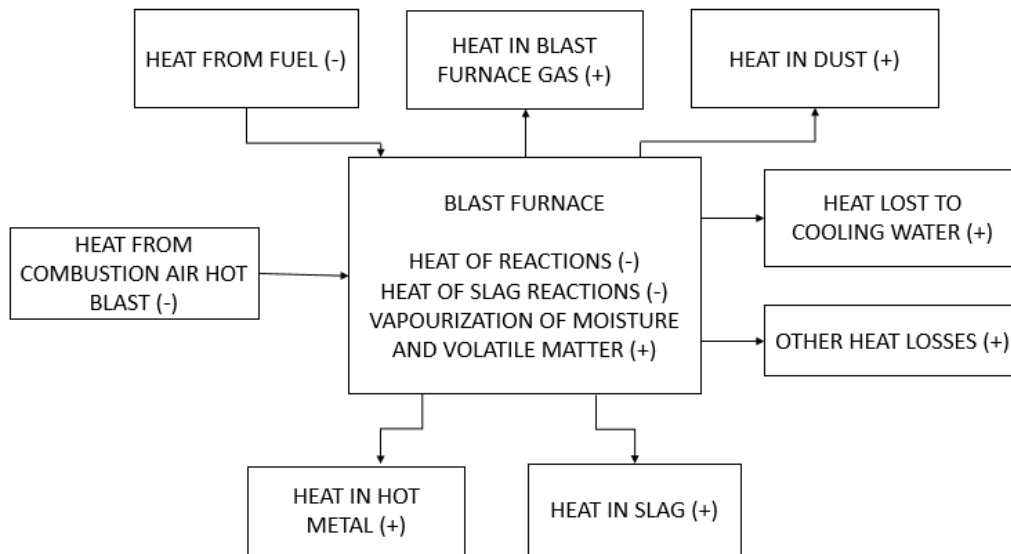 HEAT FROM FUEL (-)
HEAT IN BLAST
FURNACE GAS (+)
HEAT IN DUST (+)
HEAT FROM
COMBUSTION AIR HOT
BLAST (-)
BLAST FURNACE
HEAT OF REACTIONS (-)
HEAT OF SLAG REACTIONS (-)
VAPOURIZATION OF MOISTURE
AND VOLATILE MATTER (+)
HEAT LOST TO
COOLING WATER (+)
OTHER HEAT LOSSES (+)
HEAT IN HOT
METAL (+)
HEAT IN SLAG (+)